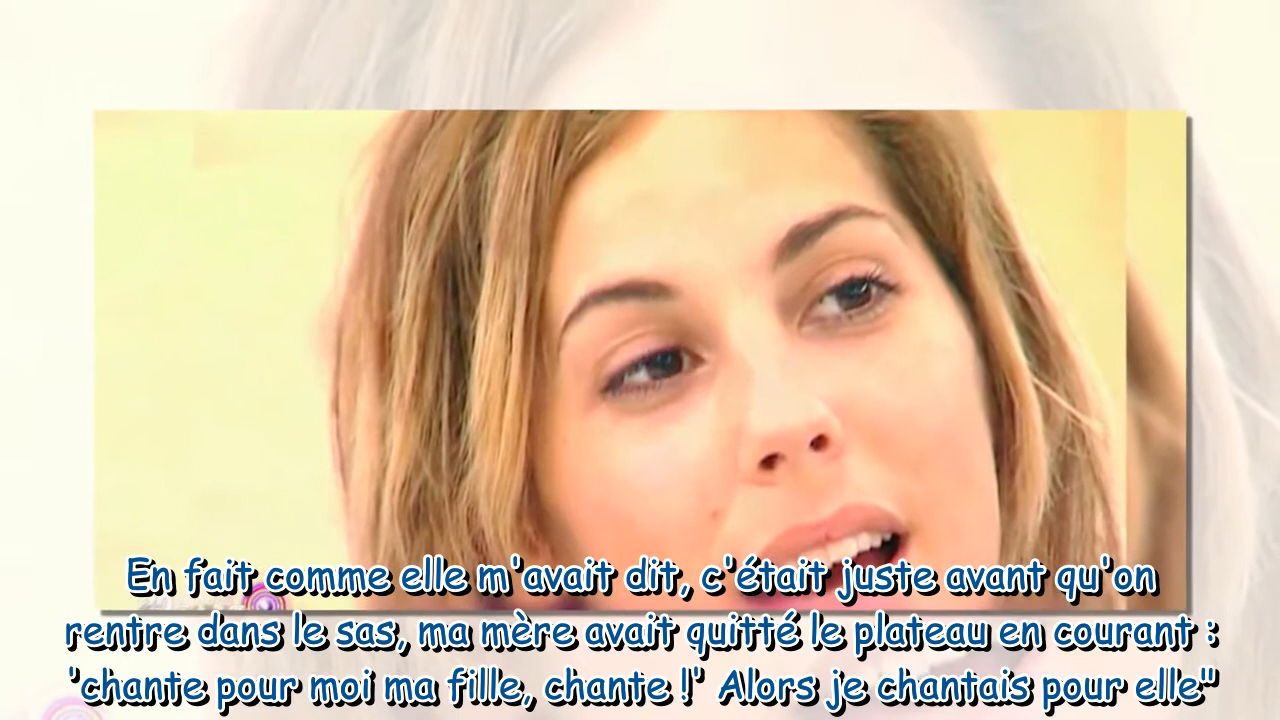 En fait comme elle m'avait dit, c'était juste avant qu'on
rentre dans le sas, ma mère avait quitté le plateau en courant :
'chante pour moi ma fille, chante !' Alors je chantais pour elle"